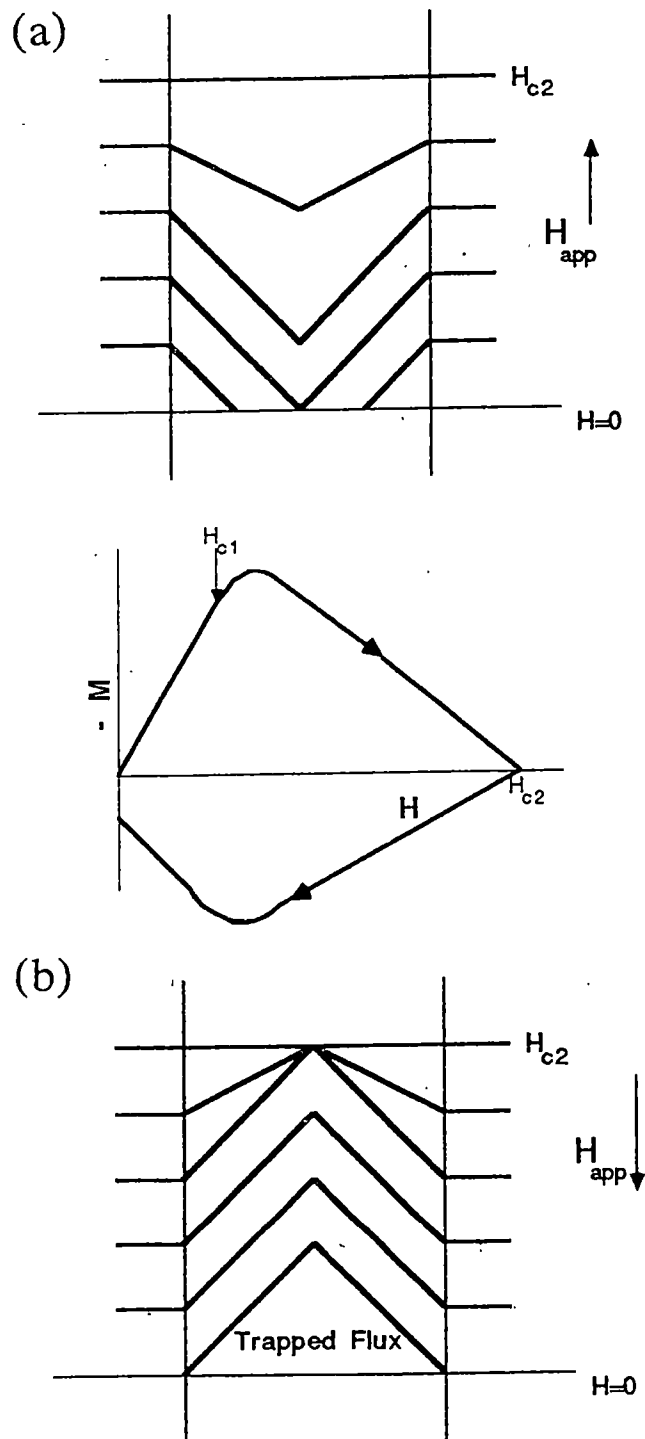 (a)
H_c2
H_app
H=0
H_c1
- M
H_c2
H
(b)
H_c2
H_app
Trapped Flux
H=0